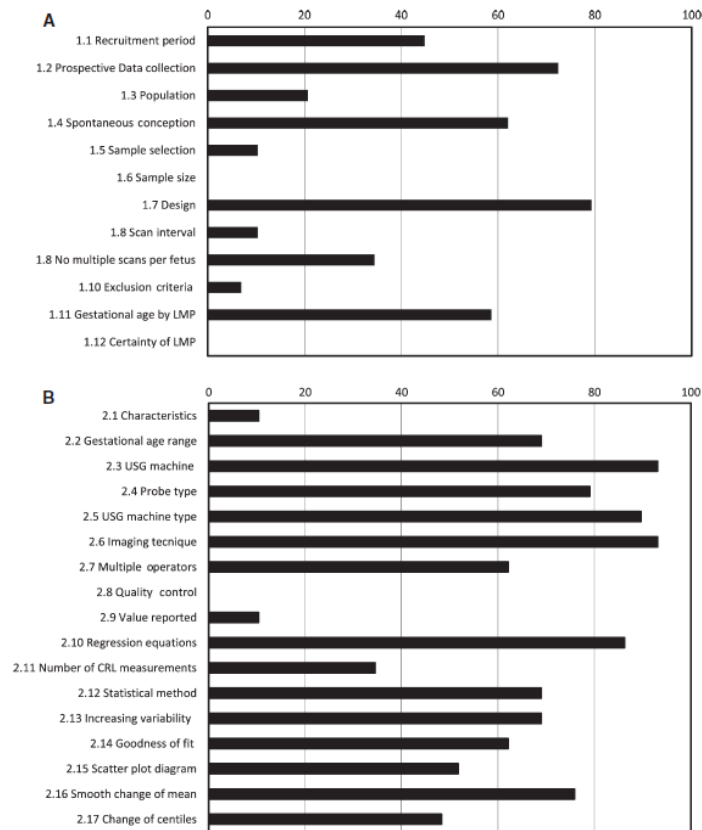 A
0 20 40 60 80 100
1.1 Recruitment period
1.2 Prospective Data collection
1.3 Population
1.4 Spontaneous conception
1.5 Sample selection
1.6 Sample size
1.7 Design
1.8 Scan interval
1.8 No multiple scans per fetus
1.10 Exclusion criteria
1.11 Gestational age by LMP
1.12 Certainty of LMP
B
0 20 40 60 80 100
2.1 Characteristics
2.2 Gestational age range
2.3 USG machine
2.4 Probe type
2.5 USG machine type
2.6 Imaging tecnique
2.7 Multiple operators
2.8 Quality control
2.9 Value reported
2.10 Regression equations
2.11 Number of CRL measurements
2.12 Statistical method
2.13 Increasing variability
2.14 Goodness of fit
2.15 Scatter plot diagram
2.16 Smooth change of mean
2.17 Change of centiles